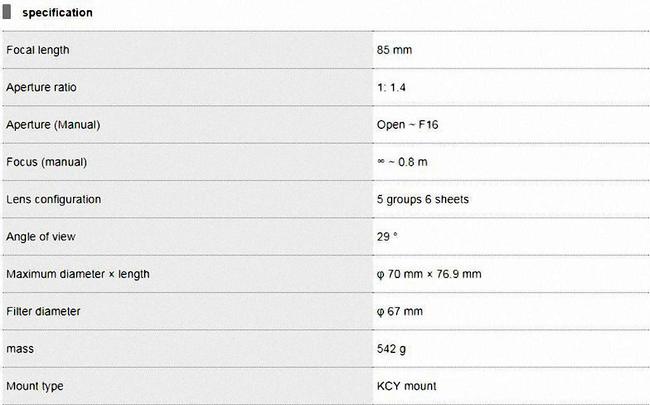 specification
Focal length 85 mm
Aperture ratio 1: 1.4
Aperture (Manual) Open ~ F16
Focus (manual) ∞ ~ 0.8 m
Lens configuration 5 groups 6 sheets
Angle of view 29 °
Maximum diameter × length φ 70 mm × 76.9 mm
Filter diameter φ 67 mm
mass 542 g
Mount type KCY mount